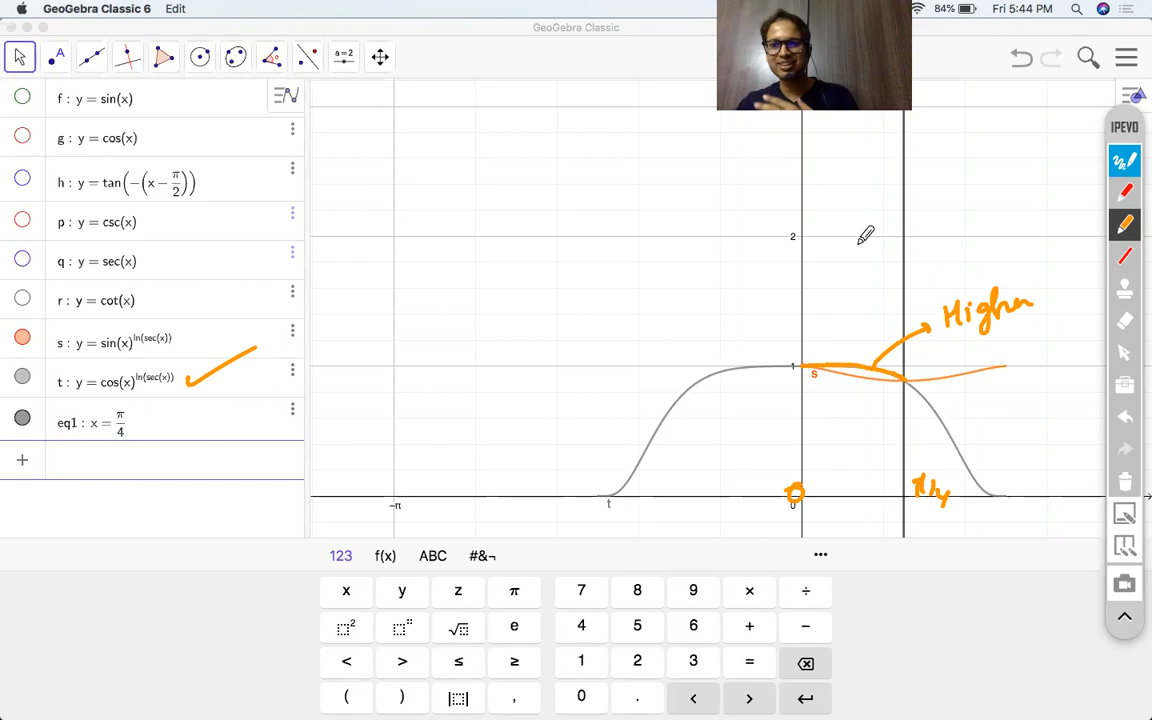 GeoGebra Classic 6 Edit
84% Fri 5:44 PM
GeoGebra Classic
a=2
f : y = sin(x)
g : y = cos(x)
h : y = tan(−(x − π/2))
p : y = csc(x)
q : y = sec(x)
r : y = cot(x)
s : y = sin(x)^ln(sec(x))
t : y = cos(x)^ln(sec(x))
eq1 : x = π/4
IPEVO
2
Higher
1
s
0
π/4
−π
t
0
123 f(x) ABC #&¬ •••
x y z π 7 8 9 × ÷
□² □^□ √□ e 4 5 6 + −
< > ≤ ≥ 1 2 3 =
( ) |□| , 0 . < >